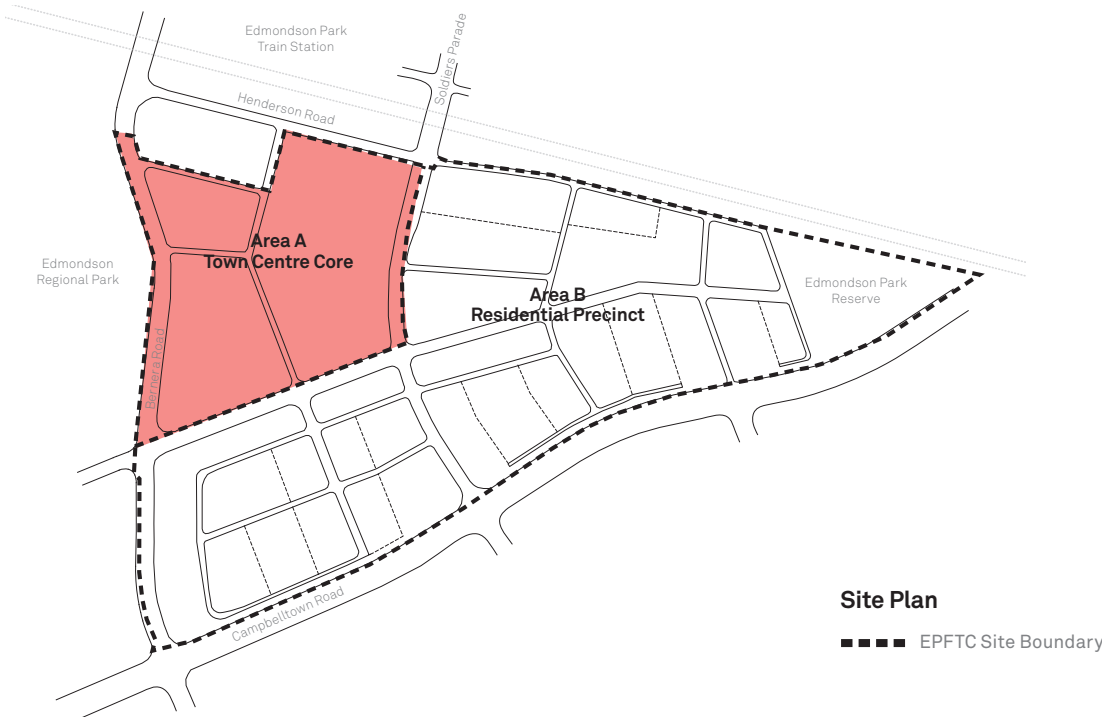 Edmondson Park
Train Station
Soldiers Parade
Henderson Road
Area A
Town Centre Core
Edmondson
Regional Park
Edmondson Park
Reserve
Area B
Residential Precinct
Bernera Road
Campbelltown Road
Site Plan
EPFTC Site Boundary